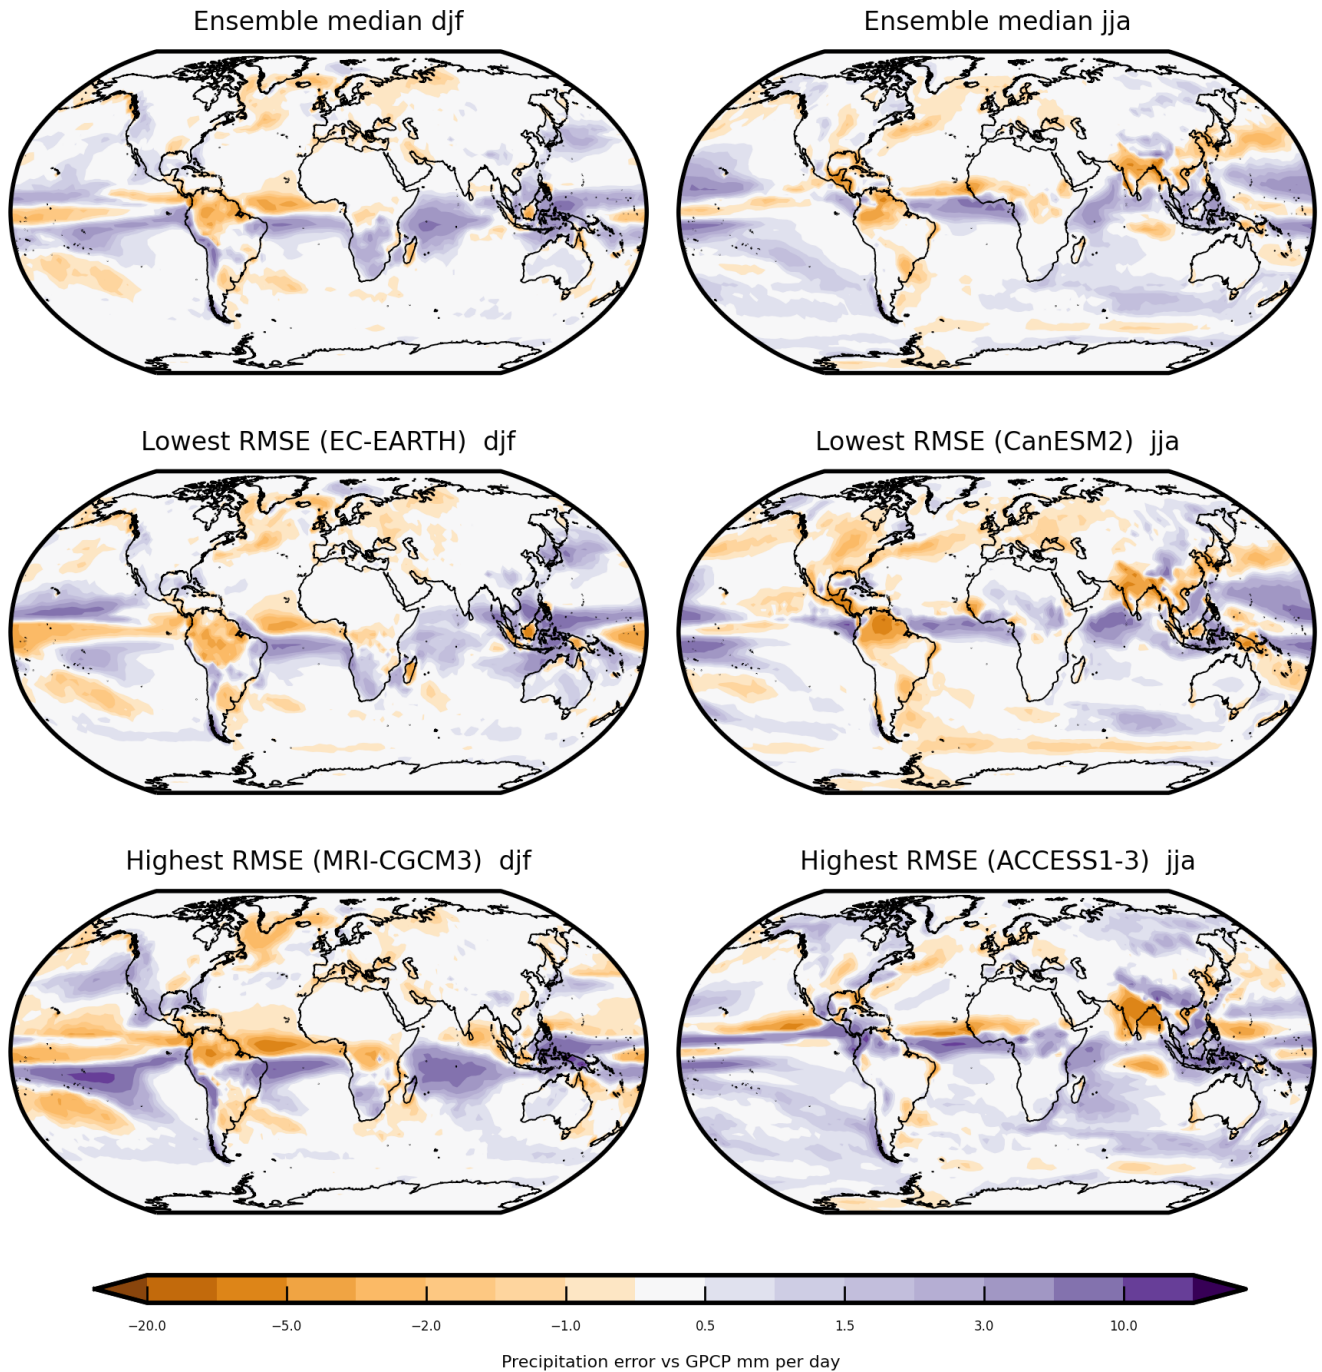 Ensemble median djf
Ensemble median jja
Lowest RMSE (EC-EARTH)  djf
Lowest RMSE (CanESM2)  jja
Highest RMSE (MRI-CGCM3)  djf
Highest RMSE (ACCESS1-3)  jja
−20.0 −5.0 −2.0 −1.0 0.5 1.5 3.0 10.0
Precipitation error vs GPCP mm per day